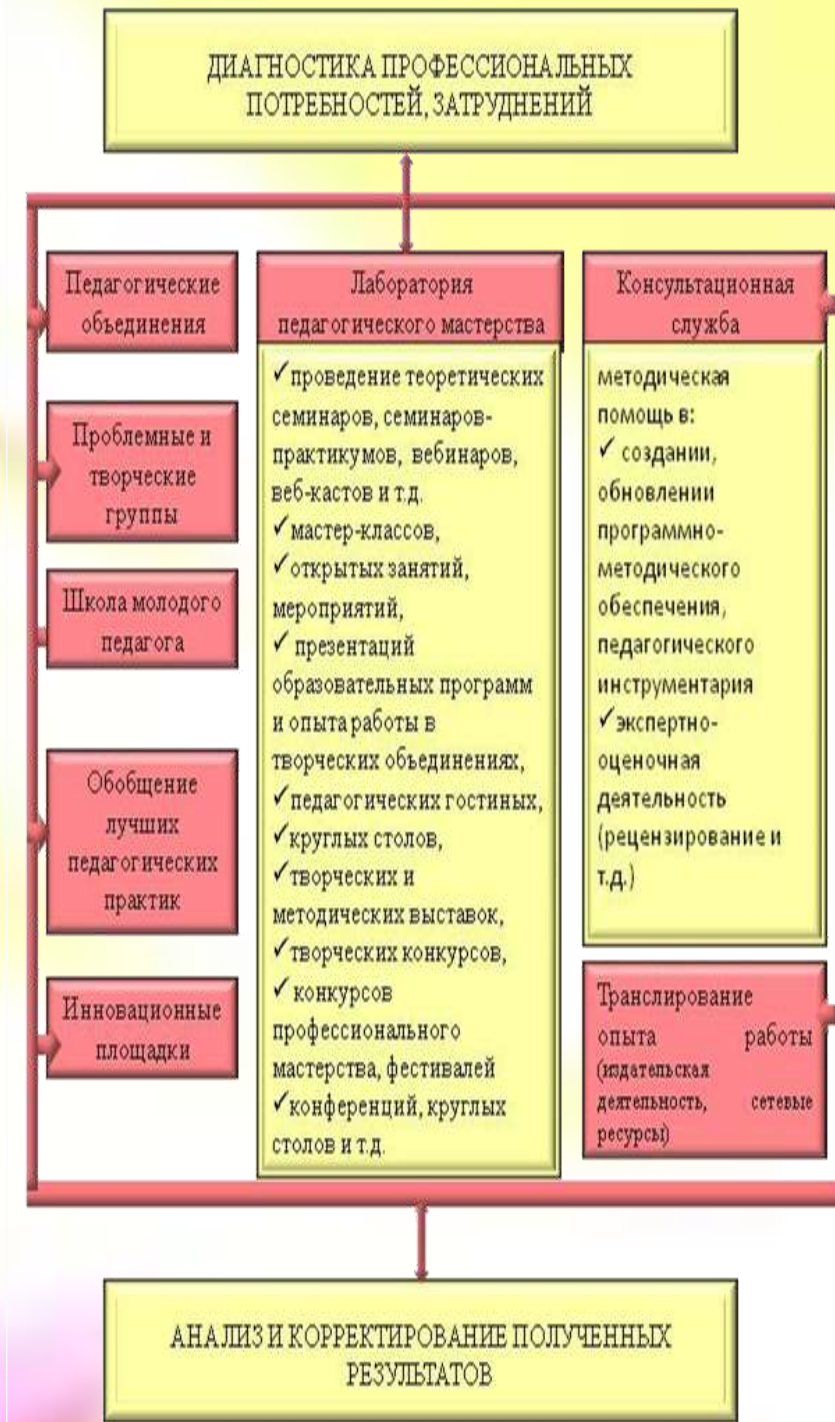 ДИАГНОСТИКА ПРОФЕССИОНАЛЬНЫХ
ПОТРЕБНОСТЕЙ, ЗАТРУДНЕНИЙ
Педагогические
объединения
Проблемные и
творческие
группы
Школа молодого
педагога
Обобщение
лучших
педагогических
практик
Инновационные
площадки
Лаборатория
педагогического мастерства
✓проведение теоретических
семинаров, семинаров-
практикумов, вебинаров,
веб-кастов и т.д.
✓мастер-классов,
✓открытых занятий,
мероприятий,
✓ презентаций
образовательных программ
и опыта работы в
творческих объединениях,
✓педагогических гостиных,
✓круглых столов,
✓творческих и
методических выставок,
✓творческих конкурсов,
✓ конкурсов
профессионального
мастерства, фестивалей
✓конференций, круглых
столов и т.д.
Консультационная
служба
методическая
помощь в:
✓ создании,
обновлении
программно-
методического
обеспечения,
педагогического
инструментария
✓экспертно-
оценочная
деятельность
(рецензирование и
т.д.)
Транслирование
опыта работы
(издательская
деятельность, сетевые
ресурсы)
АНАЛИЗ И КОРРЕКТИРОВАНИЕ ПОЛУЧЕННЫХ
РЕЗУЛЬТАТОВ